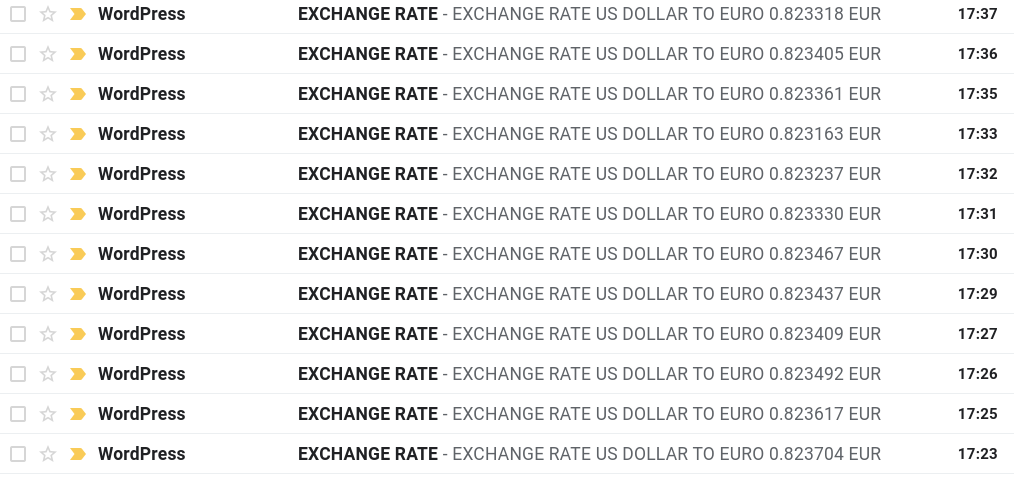 WordPress EXCHANGE RATE - EXCHANGE RATE US DOLLAR TO EURO 0.823318 EUR 17:37
WordPress EXCHANGE RATE - EXCHANGE RATE US DOLLAR TO EURO 0.823405 EUR 17:36
WordPress EXCHANGE RATE - EXCHANGE RATE US DOLLAR TO EURO 0.823361 EUR 17:35
WordPress EXCHANGE RATE - EXCHANGE RATE US DOLLAR TO EURO 0.823163 EUR 17:33
WordPress EXCHANGE RATE - EXCHANGE RATE US DOLLAR TO EURO 0.823237 EUR 17:32
WordPress EXCHANGE RATE - EXCHANGE RATE US DOLLAR TO EURO 0.823330 EUR 17:31
WordPress EXCHANGE RATE - EXCHANGE RATE US DOLLAR TO EURO 0.823467 EUR 17:30
WordPress EXCHANGE RATE - EXCHANGE RATE US DOLLAR TO EURO 0.823437 EUR 17:29
WordPress EXCHANGE RATE - EXCHANGE RATE US DOLLAR TO EURO 0.823409 EUR 17:27
WordPress EXCHANGE RATE - EXCHANGE RATE US DOLLAR TO EURO 0.823492 EUR 17:26
WordPress EXCHANGE RATE - EXCHANGE RATE US DOLLAR TO EURO 0.823617 EUR 17:25
WordPress EXCHANGE RATE - EXCHANGE RATE US DOLLAR TO EURO 0.823704 EUR 17:23